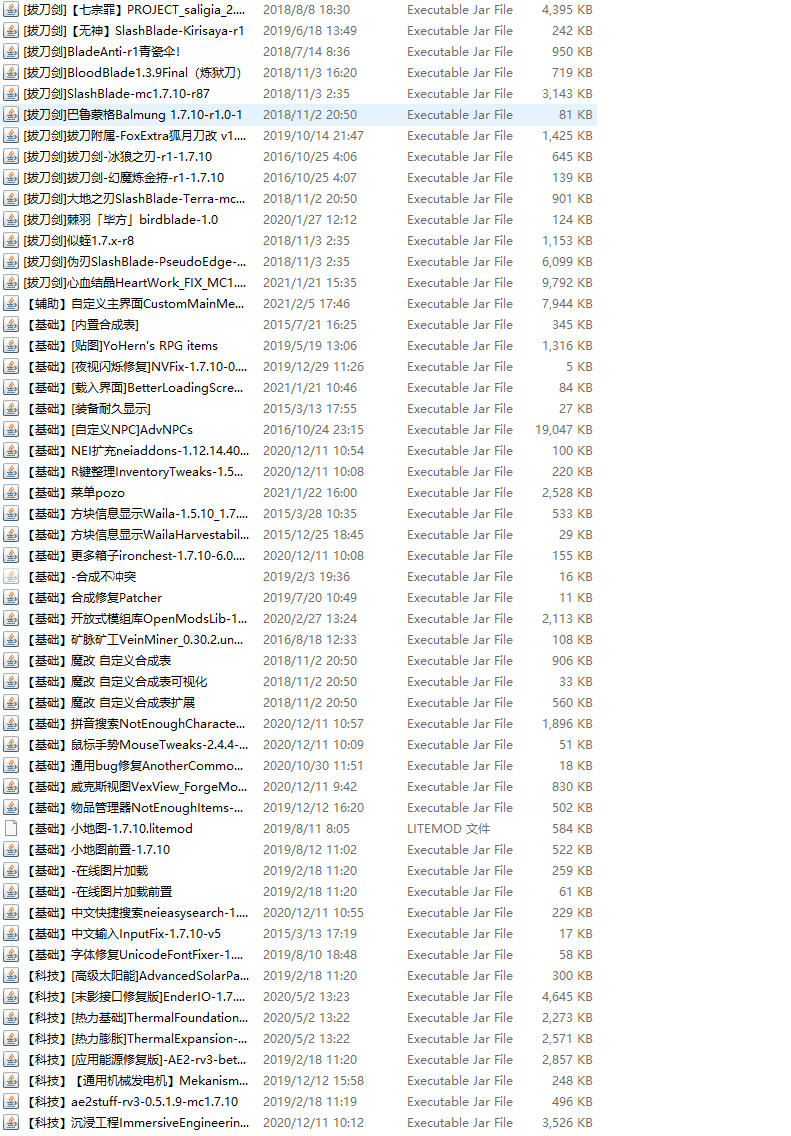 [拔刀剑]【七宗罪】PROJECT_saligia_2.... 2018/8/8 18:30 Executable Jar File 4,395 KB
[拔刀剑]【无神】SlashBlade-Kirisaya-r1 2019/6/18 13:49 Executable Jar File 242 KB
[拔刀剑]BladeAnti-r1青瓷伞! 2018/7/14 8:36 Executable Jar File 950 KB
[拔刀剑]BloodBlade1.3.9Final（炼狱刀） 2018/11/3 16:20 Executable Jar File 719 KB
[拔刀剑]SlashBlade-mc1.7.10-r87 2018/11/3 2:35 Executable Jar File 3,143 KB
[拔刀剑]巴鲁蒙格Balmung 1.7.10-r1.0-1 2018/11/2 20:50 Executable Jar File 81 KB
[拔刀剑]拔刀附属-FoxExtra狐月刀改 v1.... 2019/10/14 21:47 Executable Jar File 1,425 KB
[拔刀剑]拔刀剑-冰狼之刃-r1-1.7.10 2016/10/25 4:06 Executable Jar File 645 KB
[拔刀剑]拔刀剑-幻魔炼金拵-r1-1.7.10 2016/10/25 4:07 Executable Jar File 139 KB
[拔刀剑]大地之刃SlashBlade-Terra-mc... 2018/11/2 20:50 Executable Jar File 901 KB
[拔刀剑]棘羽「毕方」birdblade-1.0 2020/1/27 12:12 Executable Jar File 124 KB
[拔刀剑]似蛭1.7.x-r8 2018/11/3 2:35 Executable Jar File 1,153 KB
[拔刀剑]伪刃SlashBlade-PseudoEdge-... 2018/11/3 2:35 Executable Jar File 6,099 KB
[拔刀剑]心血结晶HeartWork_FIX_MC1.... 2021/1/21 15:35 Executable Jar File 9,792 KB
【辅助】自定义主界面CustomMainMe... 2021/2/5 17:46 Executable Jar File 7,944 KB
【基础】[内置合成表] 2015/7/21 16:25 Executable Jar File 345 KB
【基础】[贴图]YoHern's RPG items 2019/5/19 13:06 Executable Jar File 1,316 KB
【基础】[夜视闪烁修复]NVFix-1.7.10-0.... 2019/12/29 11:26 Executable Jar File 5 KB
【基础】[载入界面]BetterLoadingScre... 2021/1/21 10:46 Executable Jar File 84 KB
【基础】[装备耐久显示] 2015/3/13 17:55 Executable Jar File 27 KB
【基础】[自定义NPC]AdvNPCs 2016/10/24 23:15 Executable Jar File 19,047 KB
【基础】NEI扩充neiaddons-1.12.14.40... 2020/12/11 10:54 Executable Jar File 100 KB
【基础】R键整理InventoryTweaks-1.5... 2020/12/11 10:08 Executable Jar File 220 KB
【基础】菜单pozo 2021/1/22 16:00 Executable Jar File 2,528 KB
【基础】方块信息显示Waila-1.5.10_1.7.... 2015/3/28 10:35 Executable Jar File 533 KB
【基础】方块信息显示WailaHarvestabil... 2015/12/25 18:45 Executable Jar File 29 KB
【基础】更多箱子ironchest-1.7.10-6.0.... 2020/12/11 10:08 Executable Jar File 155 KB
【基础】-合成不冲突 2019/2/3 19:36 Executable Jar File 16 KB
【基础】合成修复Patcher 2019/7/20 10:49 Executable Jar File 11 KB
【基础】开放式模组库OpenModsLib-1... 2020/2/27 13:24 Executable Jar File 2,113 KB
【基础】矿脉矿工VeinMiner_0.30.2.un... 2016/8/18 12:33 Executable Jar File 108 KB
【基础】魔改 自定义合成表 2018/11/2 20:50 Executable Jar File 906 KB
【基础】魔改 自定义合成表可视化 2018/11/2 20:50 Executable Jar File 33 KB
【基础】魔改 自定义合成表扩展 2018/11/2 20:50 Executable Jar File 560 KB
【基础】拼音搜索NotEnoughCharacte... 2020/12/11 10:57 Executable Jar File 1,896 KB
【基础】鼠标手势MouseTweaks-2.4.4-... 2020/12/11 10:09 Executable Jar File 51 KB
【基础】通用bug修复AnotherCommo... 2020/10/30 11:51 Executable Jar File 18 KB
【基础】威克斯视图VexView_ForgeMo... 2020/12/11 9:42 Executable Jar File 830 KB
【基础】物品管理器NotEnoughItems-... 2019/12/12 16:20 Executable Jar File 502 KB
【基础】小地图-1.7.10.litemod 2019/8/11 8:05 LITEMOD 文件 584 KB
【基础】小地图前置-1.7.10 2019/8/12 11:02 Executable Jar File 522 KB
【基础】-在线图片加载 2019/2/18 11:20 Executable Jar File 259 KB
【基础】-在线图片加载前置 2019/2/18 11:20 Executable Jar File 61 KB
【基础】中文快捷搜索neieasysearch-1.... 2020/12/11 10:55 Executable Jar File 229 KB
【基础】中文输入InputFix-1.7.10-v5 2015/3/13 17:19 Executable Jar File 17 KB
【基础】字体修复UnicodeFontFixer-1.... 2019/8/10 18:48 Executable Jar File 58 KB
【科技】[高级太阳能]AdvancedSolarPa... 2019/2/18 11:20 Executable Jar File 300 KB
【科技】[末影接口修复版]EnderIO-1.7.... 2020/5/2 13:23 Executable Jar File 4,645 KB
【科技】[热力基础]ThermalFoundation... 2020/5/2 13:22 Executable Jar File 2,273 KB
【科技】[热力膨胀]ThermalExpansion-... 2020/5/2 13:22 Executable Jar File 2,571 KB
【科技】[应用能源修复版]-AE2-rv3-bet... 2019/2/18 11:20 Executable Jar File 2,857 KB
【科技】【通用机械发电机】Mekanism... 2019/12/12 15:58 Executable Jar File 248 KB
【科技】ae2stuff-rv3-0.5.1.9-mc1.7.10 2019/2/18 11:19 Executable Jar File 496 KB
【科技】沉浸工程ImmersiveEngineerin... 2020/12/11 10:12 Executable Jar File 3,526 KB